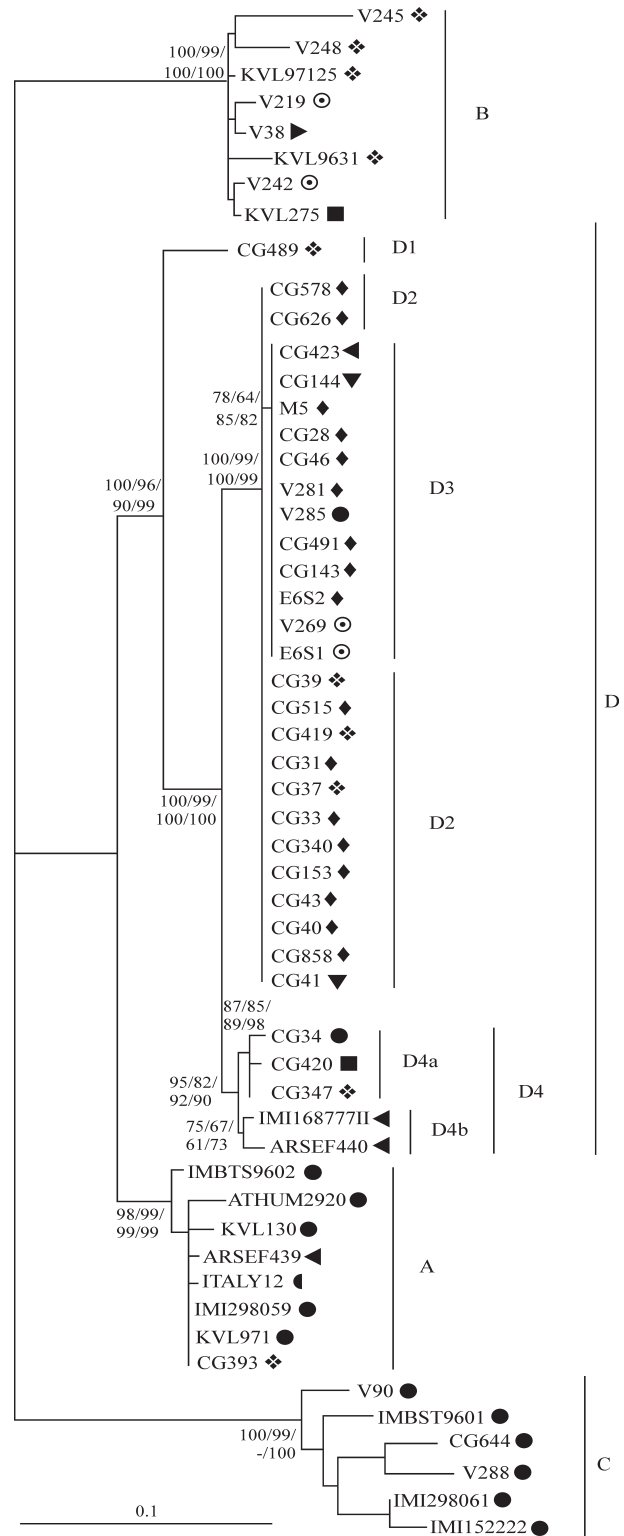 V245
V248
100/99/
100/100
KVL97125
V219
B
V38
KVL9631
V242
KVL275
CG489
D1
CG578
D2
CG626
CG423
CG144
78/64/
85/82
M5
CG28
100/99/
100/99
CG46
100/96/
90/99
V281
D3
V285
CG491
CG143
E6S2
V269
E6S1
CG39
D
CG515
CG419
CG31
CG37
100/99/
100/100
CG33
D2
CG340
CG153
CG43
CG40
CG858
CG41
87/85/
89/98
CG34
CG420
D4a
95/82/
92/90
CG347
D4
75/67/
61/73
IMI168777II
D4b
ARSEF440
IMBTS9602
ATHUM2920
98/99/
99/99
KVL130
ARSEF439
A
ITALY12
IMI298059
KVL971
CG393
V90
IMBST9601
100/99/
-/100
CG644
C
V288
IMI298061
0.1
IMI152222